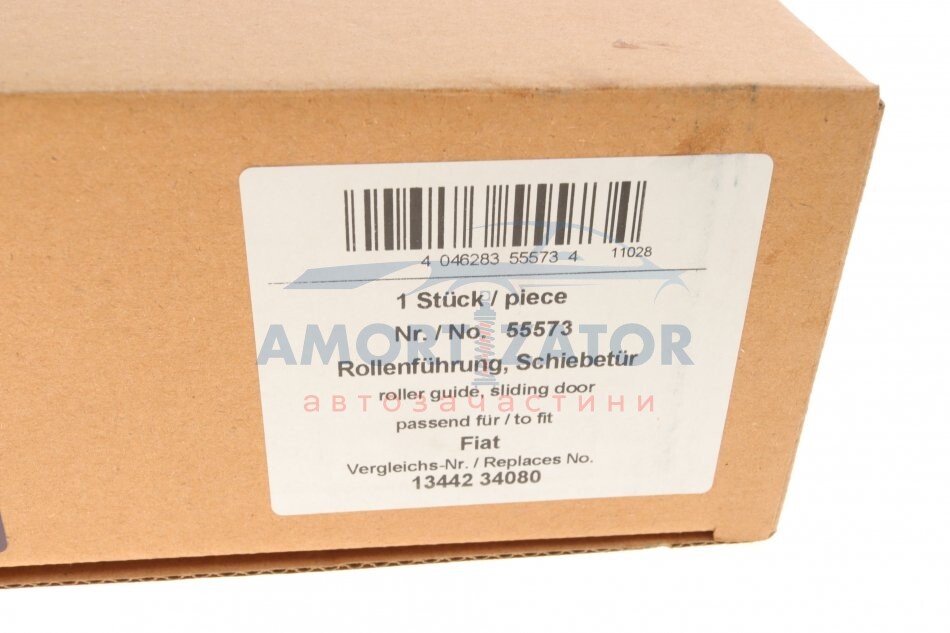 4 046283 55573 4 11028
1 Stück / piece
Nr. / No. 55573
AMORTIZATOR
Rollenführung, Schiebetür
roller guide, sliding door
автозачастини
passend für / to fit
Fiat
Vergleichs-Nr. / Replaces No.
13442 34080